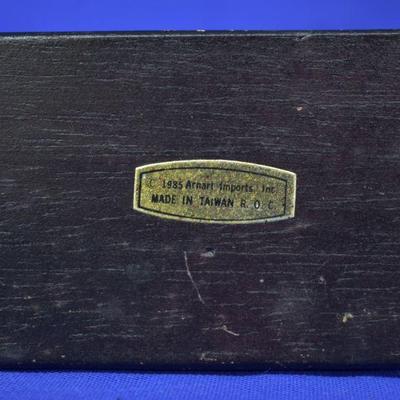 © 1985 Arnart Imports, Inc.
MADE IN TAIWAN R. O. C.